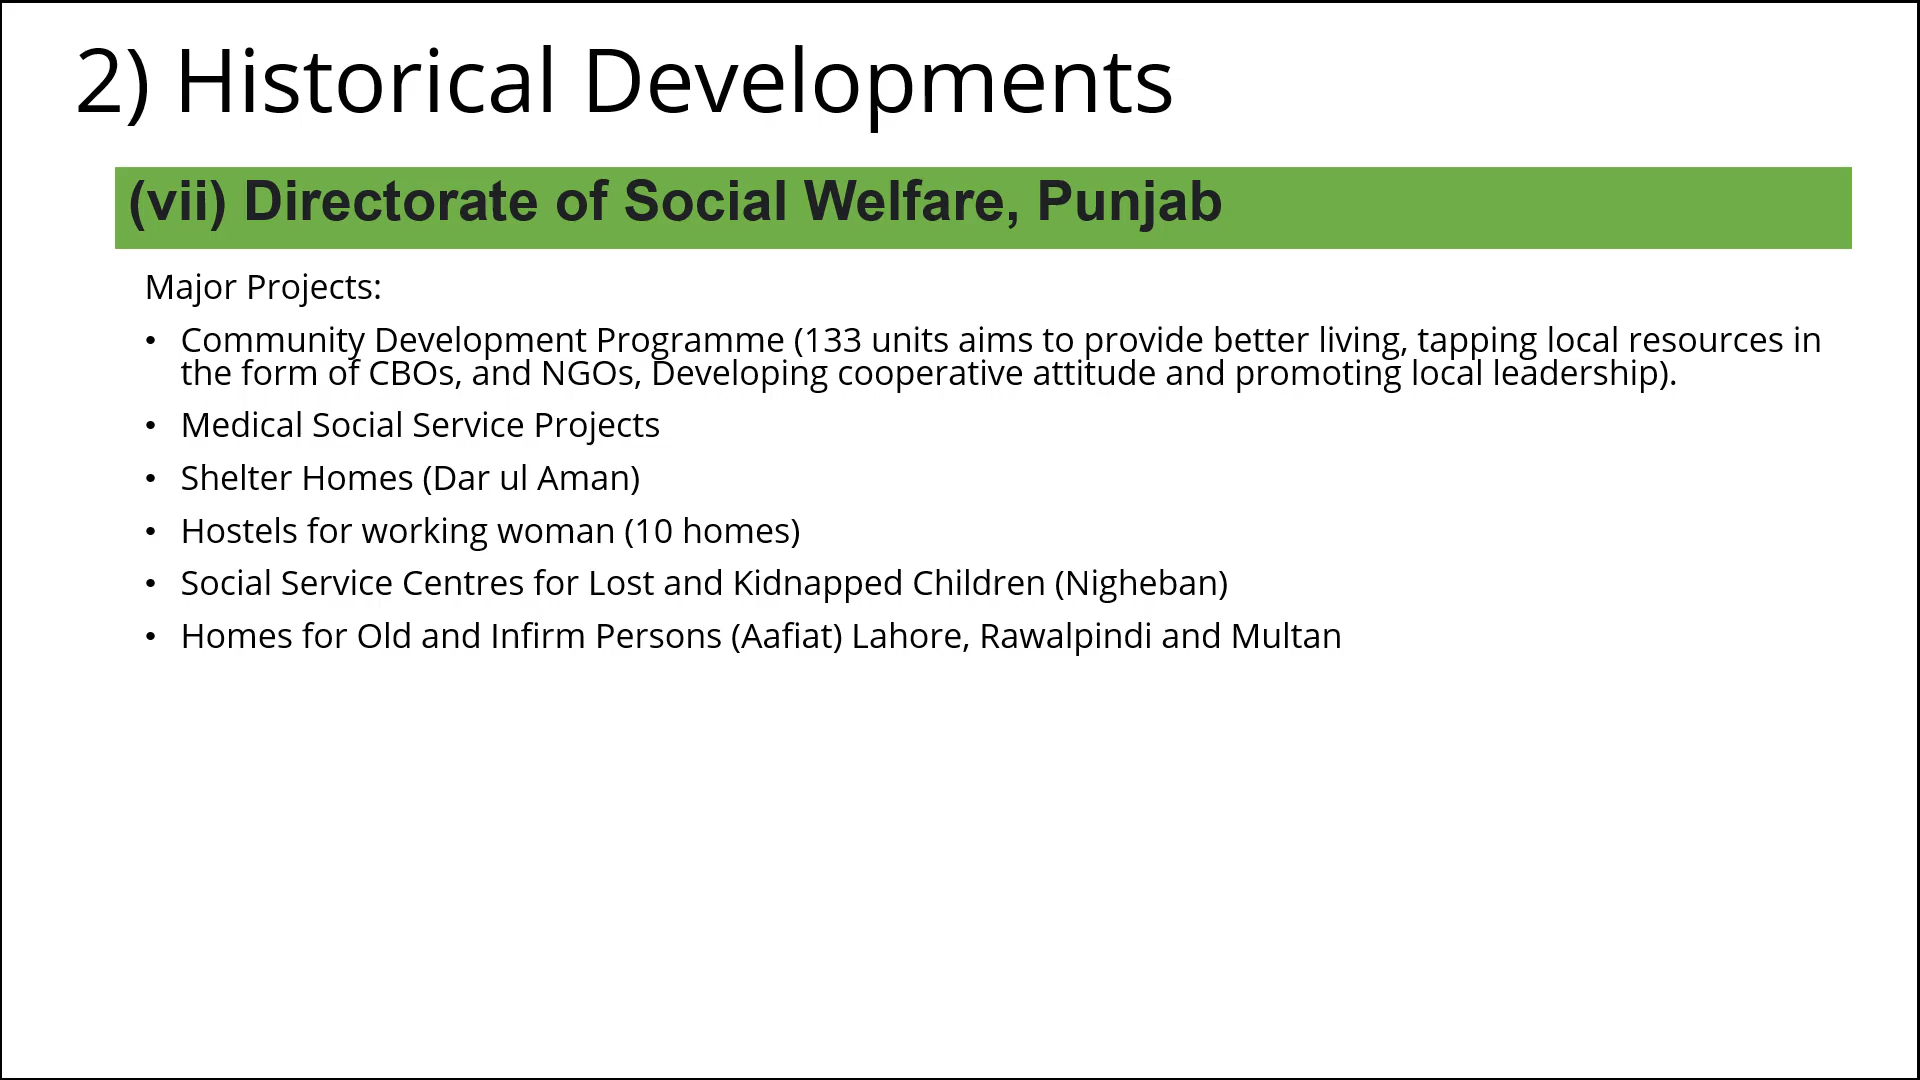 2) Historical Developments
(vii) Directorate of Social Welfare, Punjab
Major Projects:
• Community Development Programme (133 units aims to provide better living, tapping local resources in
the form of CBOs, and NGOs, Developing cooperative attitude and promoting local leadership).
• Medical Social Service Projects
• Shelter Homes (Dar ul Aman)
• Hostels for working woman (10 homes)
• Social Service Centres for Lost and Kidnapped Children (Nigheban)
• Homes for Old and Infirm Persons (Aafiat) Lahore, Rawalpindi and Multan